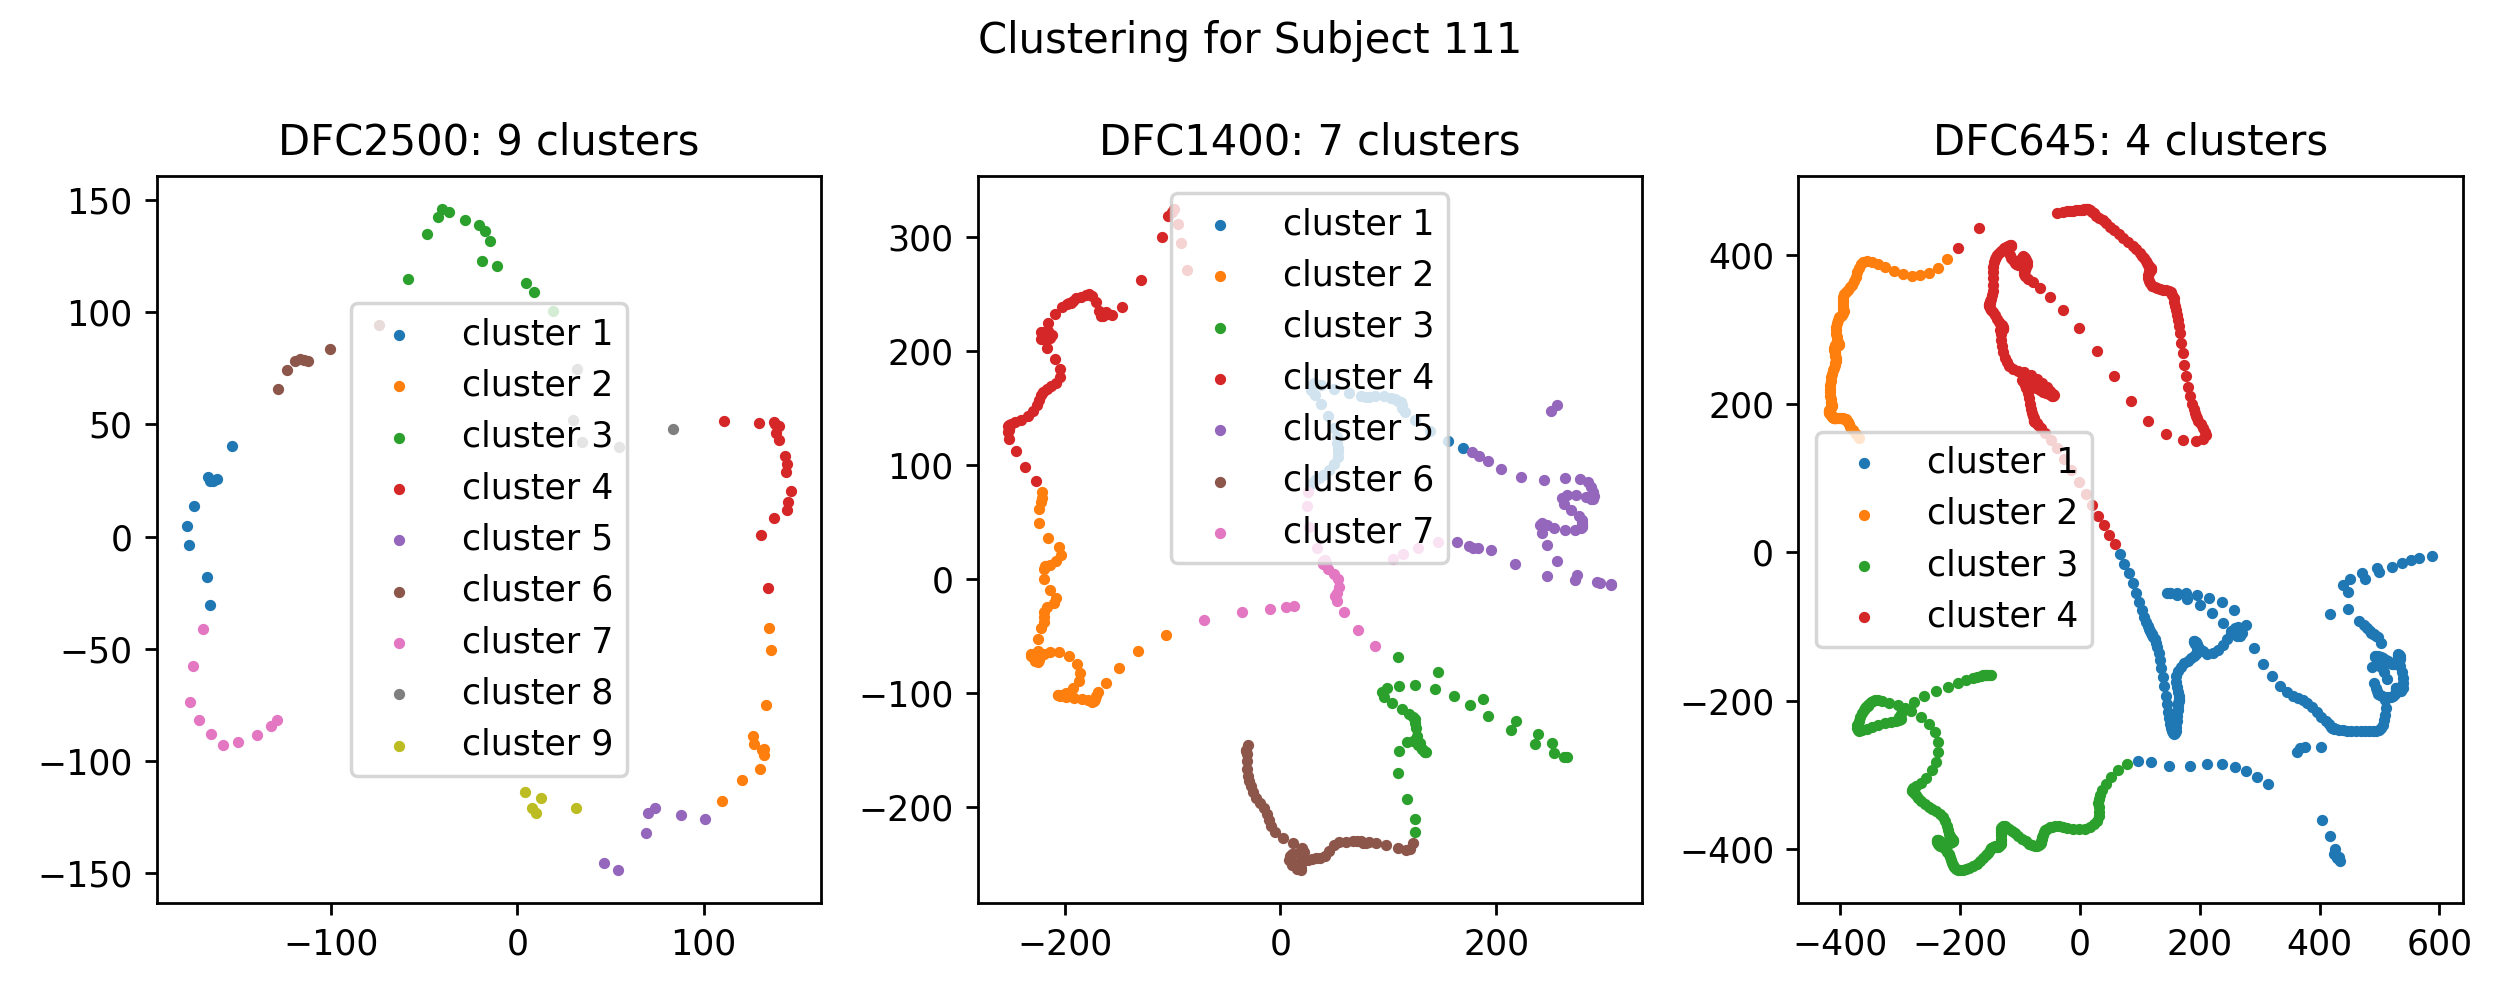 Clustering for Subject 111
DFC2500: 9 clusters
150
100
50
0
−50
−100
−150
−100
0
100
cluster 1
cluster 2
cluster 3
cluster 4
cluster 5
cluster 6
cluster 7
cluster 8
cluster 9
DFC1400: 7 clusters
300
200
100
0
−100
−200
−200
0
200
cluster 1
cluster 2
cluster 3
cluster 4
cluster 5
cluster 6
cluster 7
DFC645: 4 clusters
400
200
0
−200
−400
−400
−200
0
200
400
600
cluster 1
cluster 2
cluster 3
cluster 4